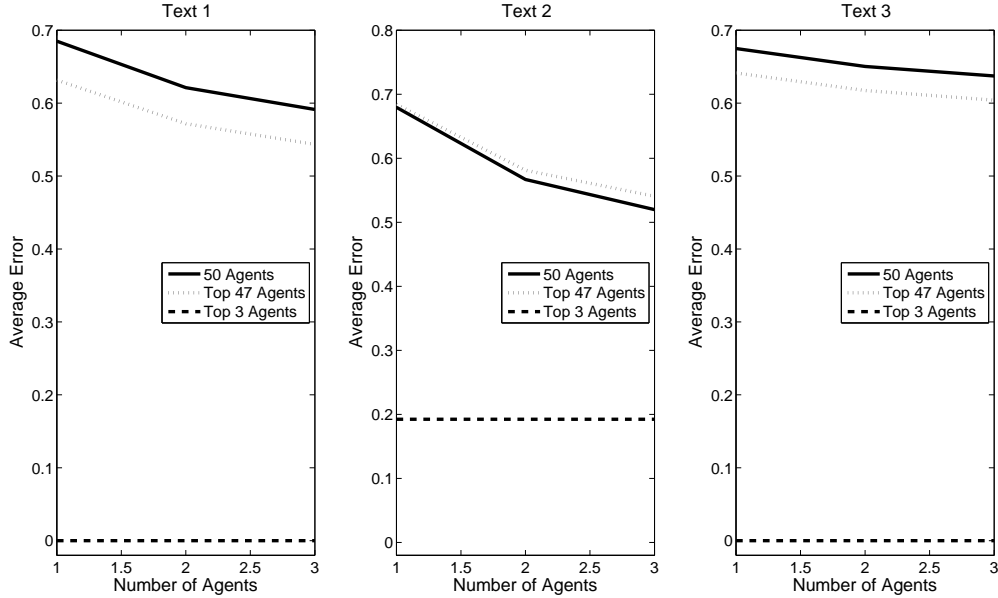 Text 1
0.7
0.6
0.5
0.4
0.3
0.2
0.1
0
Average Error
50 Agents
Top 47 Agents
Top 3 Agents
1 1.5 2 2.5 3
Number of Agents
Text 2
0.8
0.7
0.6
0.5
0.4
0.3
0.2
0.1
0
Average Error
50 Agents
Top 47 Agents
Top 3 Agents
1 1.5 2 2.5 3
Number of Agents
Text 3
0.7
0.6
0.5
0.4
0.3
0.2
0.1
0
Average Error
50 Agents
Top 47 Agents
Top 3 Agents
1 1.5 2 2.5 3
Number of Agents